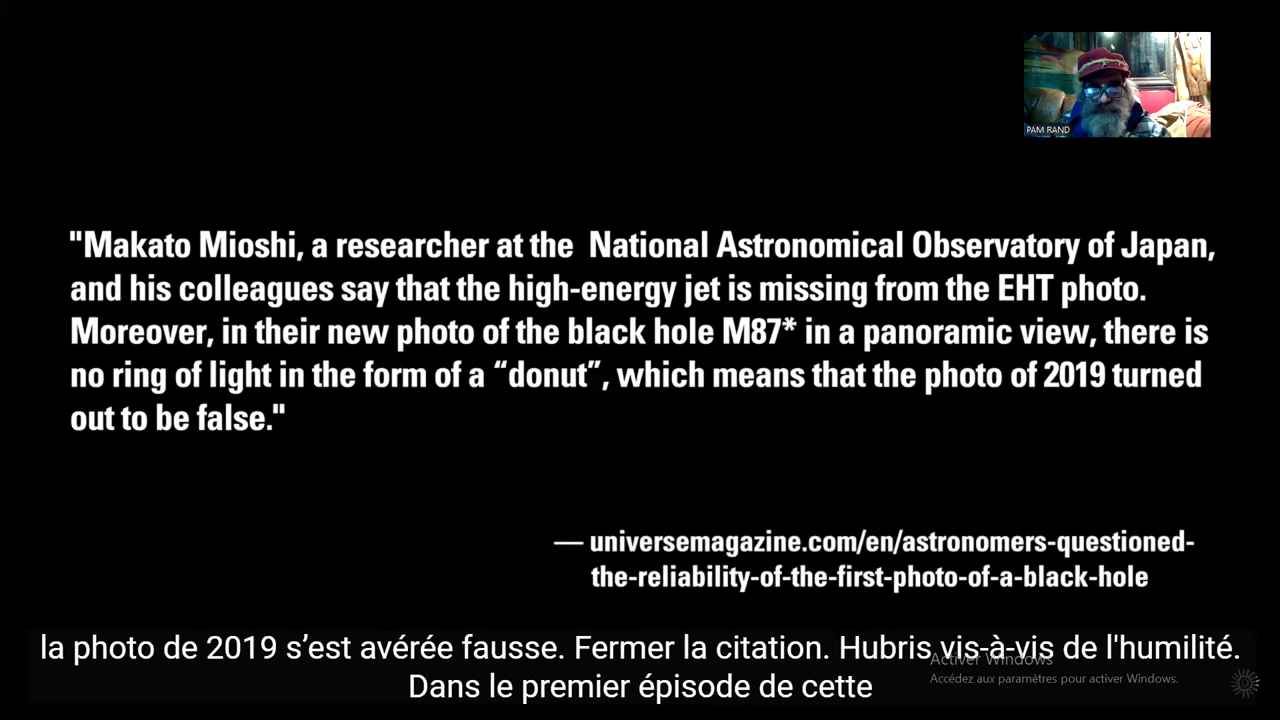 PAM RAND
"Makato Mioshi, a researcher at the National Astronomical Observatory of Japan,
and his colleagues say that the high-energy jet is missing from the EHT photo.
Moreover, in their new photo of the black hole M87* in a panoramic view, there is
no ring of light in the form of a “donut”, which means that the photo of 2019 turned
out to be false."
— universemagazine.com/en/astronomers-questioned-
the-reliability-of-the-first-photo-of-a-black-hole
la photo de 2019 s’est avérée fausse. Fermer la citation. Hubris vis-à-vis de l'humilité.
Dans le premier épisode de cette
Activer Windows
Accédez aux paramètres pour activer Windows.